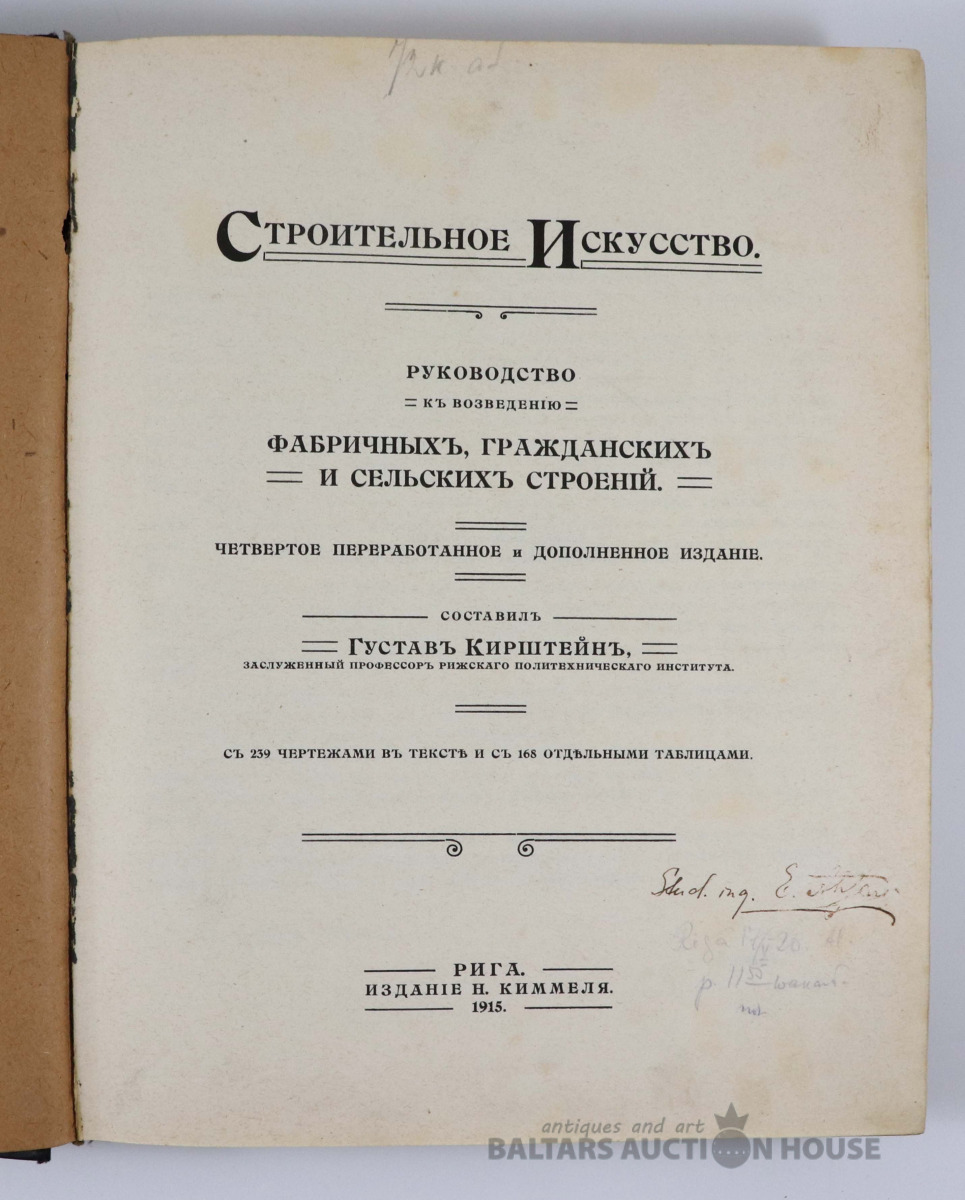 Строительное Искусство.
РУКОВОДСТВО
КЪ ВОЗВЕДЕНІЮ
ФАБРИЧНЫХЪ, ГРАЖДАНСКИХЪ
И СЕЛЬСКИХЪ СТРОЕНІЙ.
ЧЕТВЕРТОЕ ПЕРЕРАБОТАННОЕ и ДОПОЛНЕННОЕ ИЗДАНІЕ.
СОСТАВИЛЪ
ГУСТАВЪ КИРШТЕЙНЪ,
ЗАСЛУЖЕННЫЙ ПРОФЕССОРЪ РИЖСКАГО ПОЛИТЕХНИЧЕСКАГО ИНСТИТУТА.
СЪ 239 ЧЕРТЕЖАМИ ВЪ ТЕКСТѢ И СЪ 168 ОТДѢЛЬНЫМИ ТАБЛИЦАМИ.
Stud. ing. E.
Riga
РИГА.
ИЗДАНІЕ Н. КИММЕЛЯ.
1915.
antiques and art
BALTARS AUCTION HOUSE